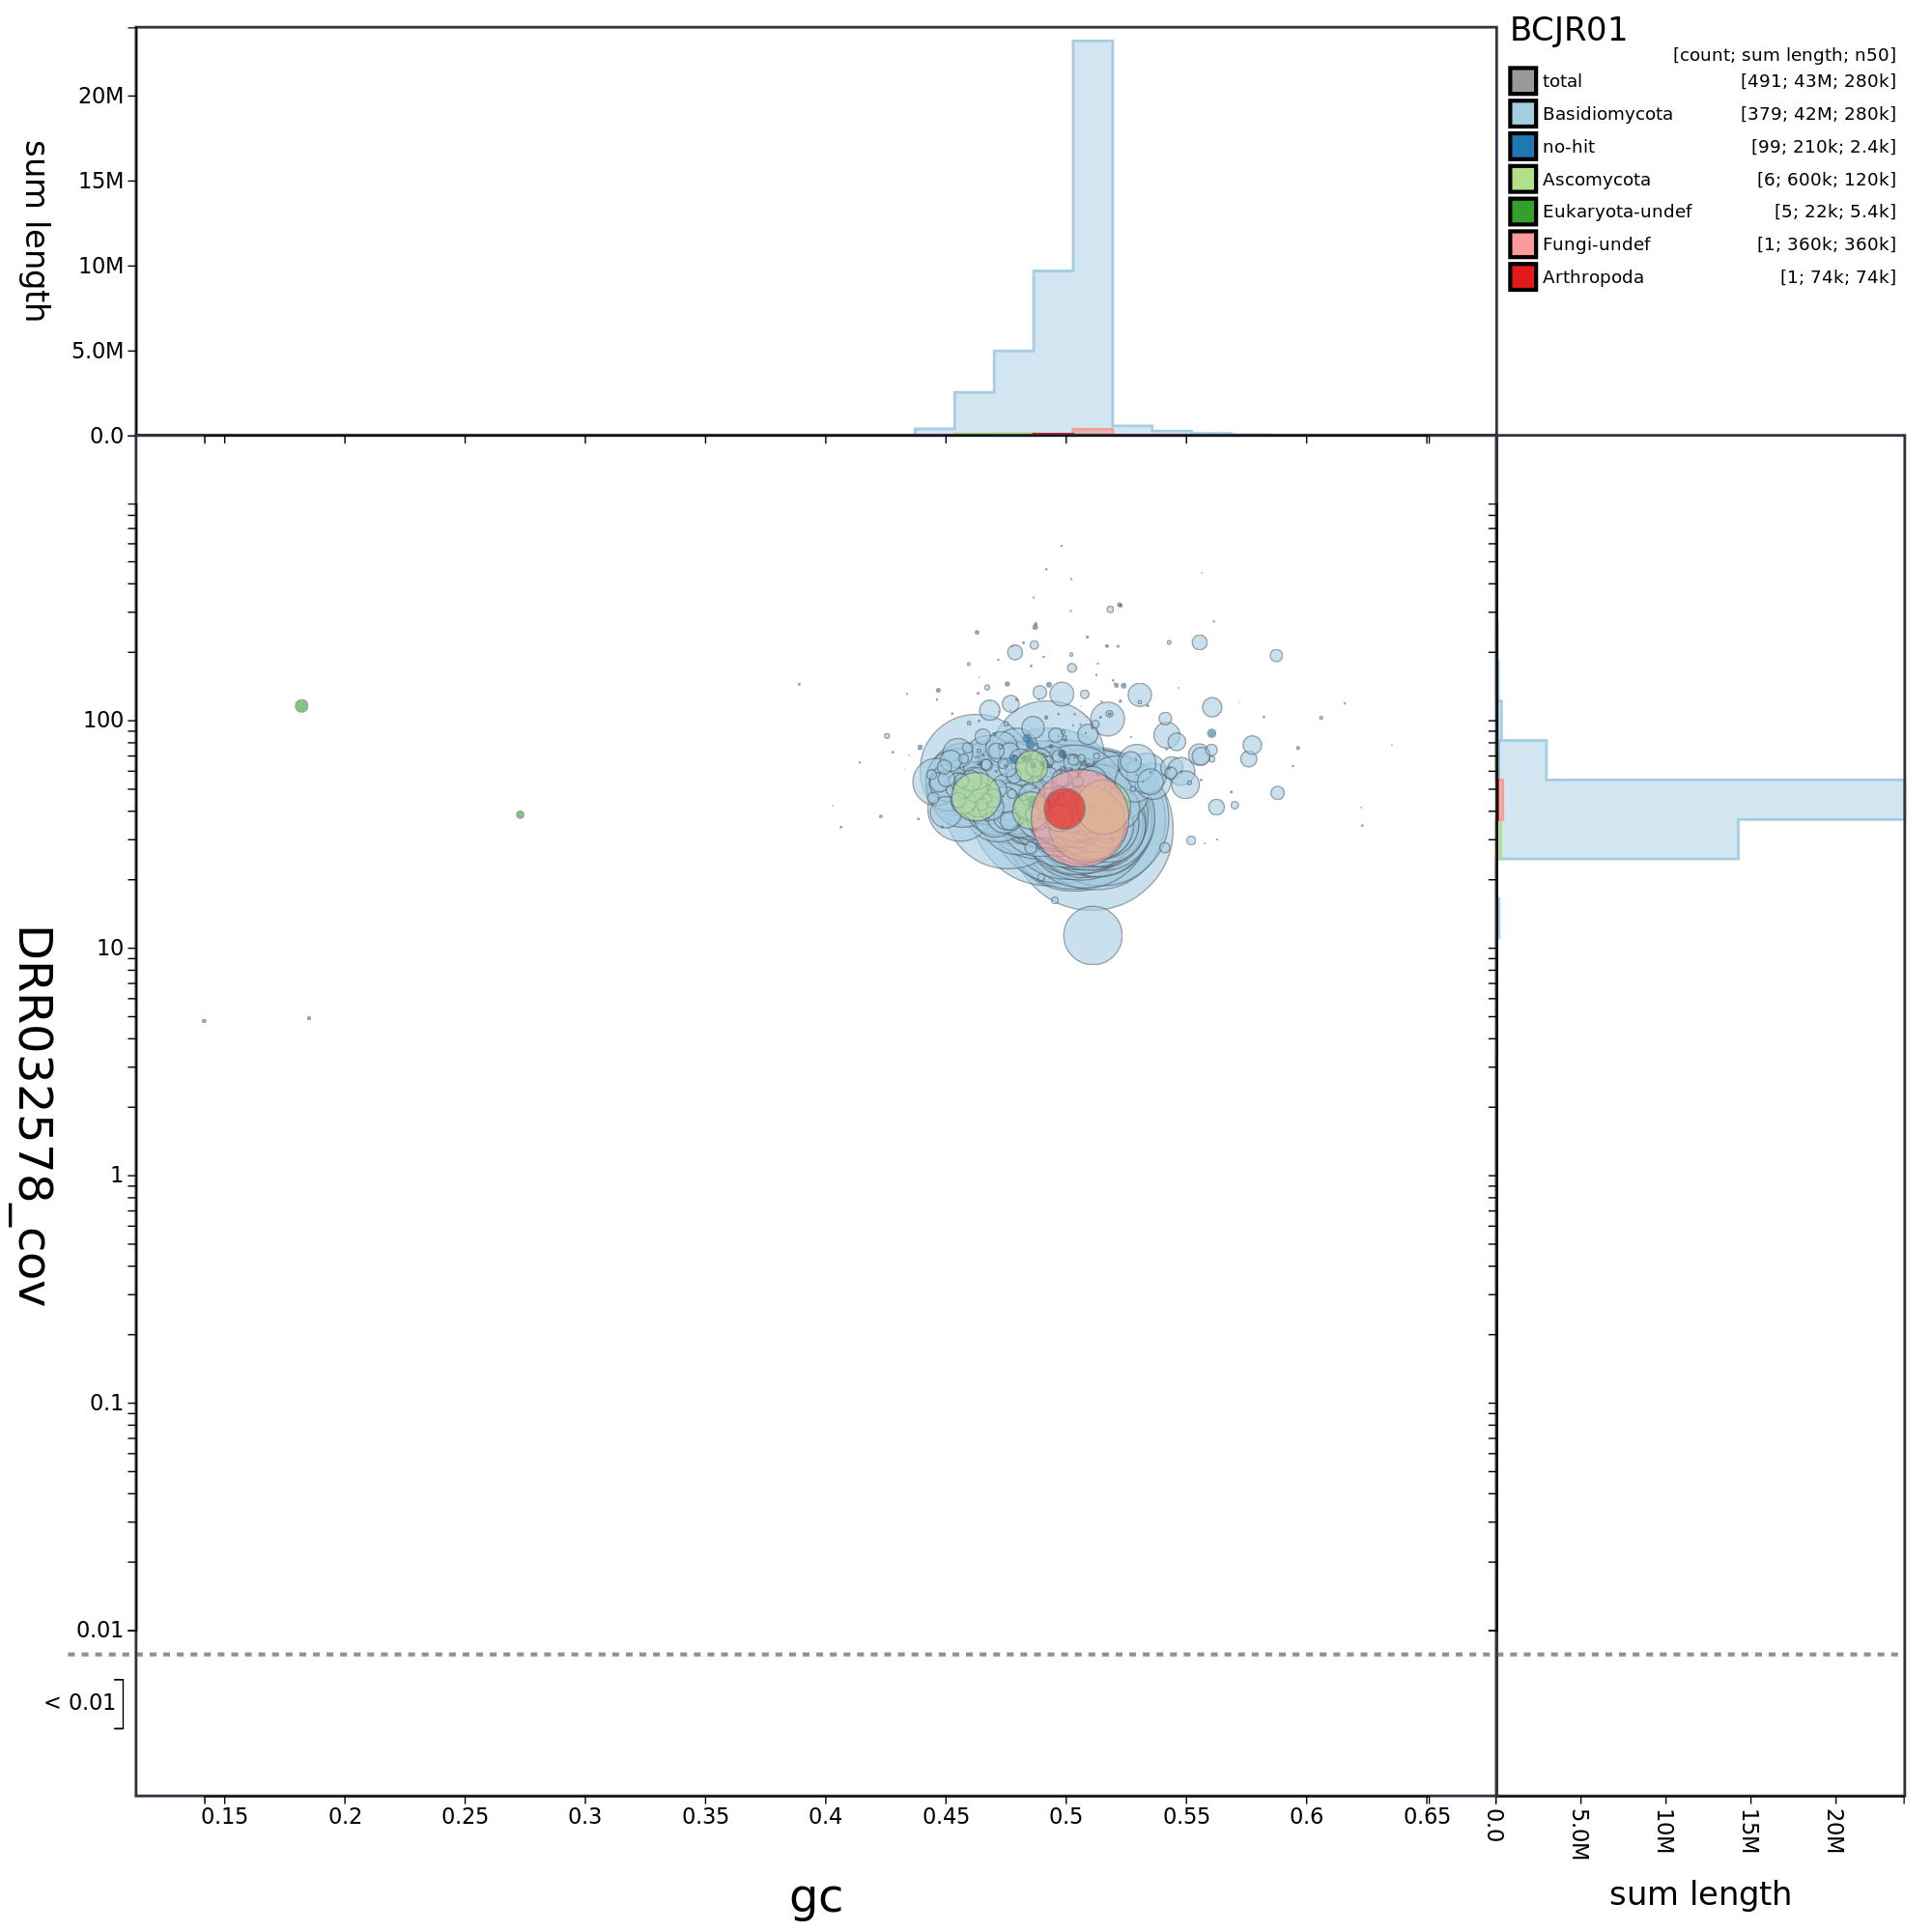 BCJR01
[count; sum length; n50]
total [491; 43M; 280k]
Basidiomycota [379; 42M; 280k]
no-hit [99; 210k; 2.4k]
Ascomycota [6; 600k; 120k]
Eukaryota-undef [5; 22k; 5.4k]
Fungi-undef [1; 360k; 360k]
Arthropoda [1; 74k; 74k]
sum length
20M
15M
10M
5.0M
0.0
DRR032578_cov
100
10
1
0.1
0.01
< 0.01
0.15 0.2 0.25 0.3 0.35 0.4 0.45 0.5 0.55 0.6 0.65
gc
0.0 5.0M 10M 15M 20M
sum length